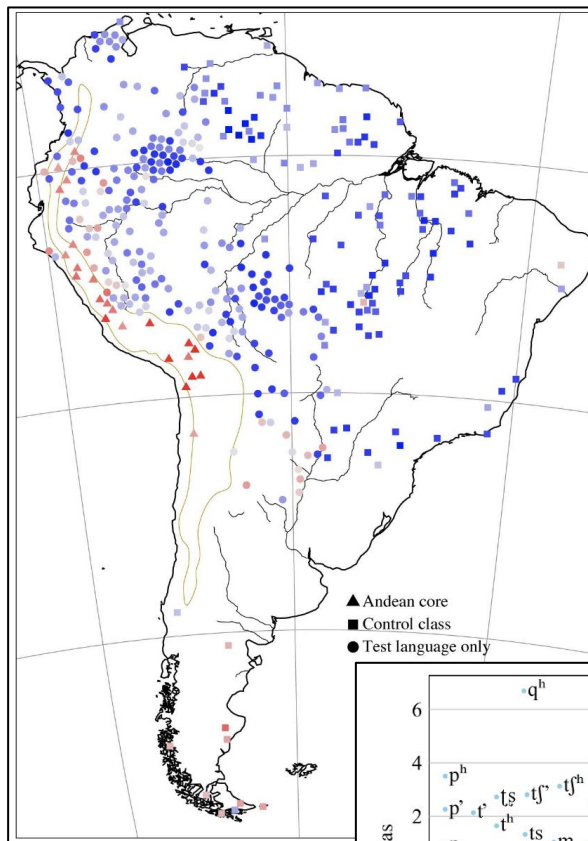 Andean core
Control class
Test language only
6
qʰ
4
pʰ
tʃʰ
tʂ
tʃ’
p’
t’
2
tʰ
ts
as